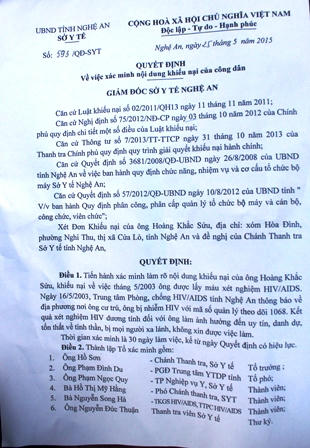 UBND TỈNH NGHỆ AN
SỞ Y TẾ
Số: 593 /QĐ-SYT
CỘNG HOÀ XÃ HỘI CHỦ NGHĨA VIỆT NAM
Độc lập - Tự do - Hạnh phúc
Nghệ An, ngày 25 tháng 5 năm 2015
QUYẾT ĐỊNH
Về việc xác minh nội dung khiếu nại của công dân
GIÁM ĐỐC SỞ Y TẾ NGHỆ AN
Căn cứ Luật khiếu nại số 02/2011/QH13 ngày 11 tháng 11 năm 2011;
Căn cứ Nghị định số 75/2012/NĐ-CP ngày 03 tháng 10 năm 2012 của Chính
phủ quy định chi tiết một số điều của Luật khiếu nại;
Căn cứ Thông tư số 7/2013/TT-TTCP ngày 31 tháng 10 năm 2013 của
Thanh tra Chính phủ quy định quy trình giải quyết khiếu nại hành chính;
Căn cứ Quyết định số 3681/2008/QĐ-UBND ngày 26/8/2008 của UBND
tỉnh Nghệ An về việc ban hành quy định chức năng, nhiệm vụ và cơ cấu tổ chức bộ
máy Sở Y tế Nghệ An;
Căn cứ Quyết định số 57/2012/QĐ-UBND ngày 10/8/2012 của UBND tỉnh "
V/v ban hành Quy định phân công, phân cấp quản lý tổ chức bộ máy và cán bộ,
công chức, viên chức";
Xét Đơn Khiếu nại của ông Hoàng Khắc Sửu, địa chỉ: xóm Hòa Đình,
phường Nghi Thu, thị xã Cửa Lò, tỉnh Nghệ An và đề nghị của Chánh Thanh tra
Sở Y tế tỉnh Nghệ An,
QUYẾT ĐỊNH:
Điều 1. Tiến hành xác minh làm rõ nội dung khiếu nại của ông Hoàng Khắc
Sửu, khiếu nại về việc tháng 5/2003 ông được lấy máu xét nghiệm HIV/AIDS.
Ngày 16/5/2003, Trung tâm Phòng, chống HIV/AIDS tỉnh Nghệ An thông báo về
địa phương nơi ông cư trú, ông bị nhiễm HIV với mã số quản lý theo dõi 1068. Kết
quả xét nghiệm HIV dương tính đối với ông làm ảnh hưởng đến uy tín, danh dự,
tổn thất về tinh thần, bị mọi người xa lánh, không xin được việc làm.
Thời gian xác minh là 30 ngày làm việc, kể từ ngày Quyết định có hiệu lực.
Điều 2. Thành lập Tổ xác minh gồm:
1. Ông Hồ Sơn - Chánh Thanh tra, Sở Y tế Tổ trưởng;
2. Ông Phạm Đình Du - PGĐ Trung tâm YTDP tỉnh Tổ phó;
3. Ông Phạm Ngọc Quy - TP Nghiệp vụ Y, Sở Y tế Thành viên;
4. Bà Hồ Thị Mỹ Hằng - Phó Chánh thanh tra, SYT Thành viên;
5. Bà Nguyễn Song Hà - TKGS HIV/AIDS, TTPC HIV/AIDS Thành viên;
6. Ông Nguyễn Đức Thuận Thanh tra viên Sở Y tế Thành viên;
Thư ký.